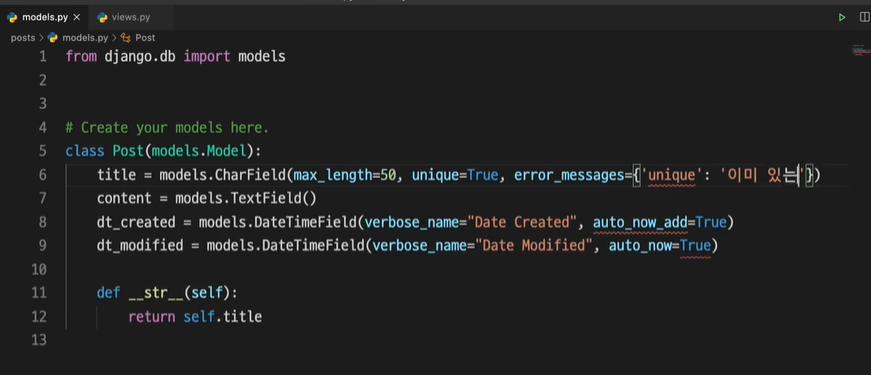 models.py × views.py
posts > models.py > Post
1 from django.db import models
2
3
4 # Create your models here.
5 class Post(models.Model):
6 title = models.CharField(max_length=50, unique=True, error_messages={'unique': '이미 있는'})
7 content = models.TextField()
8 dt_created = models.DateTimeField(verbose_name="Date Created", auto_now_add=True)
9 dt_modified = models.DateTimeField(verbose_name="Date Modified", auto_now=True)
10
11 def __str__(self):
12 return self.title
13